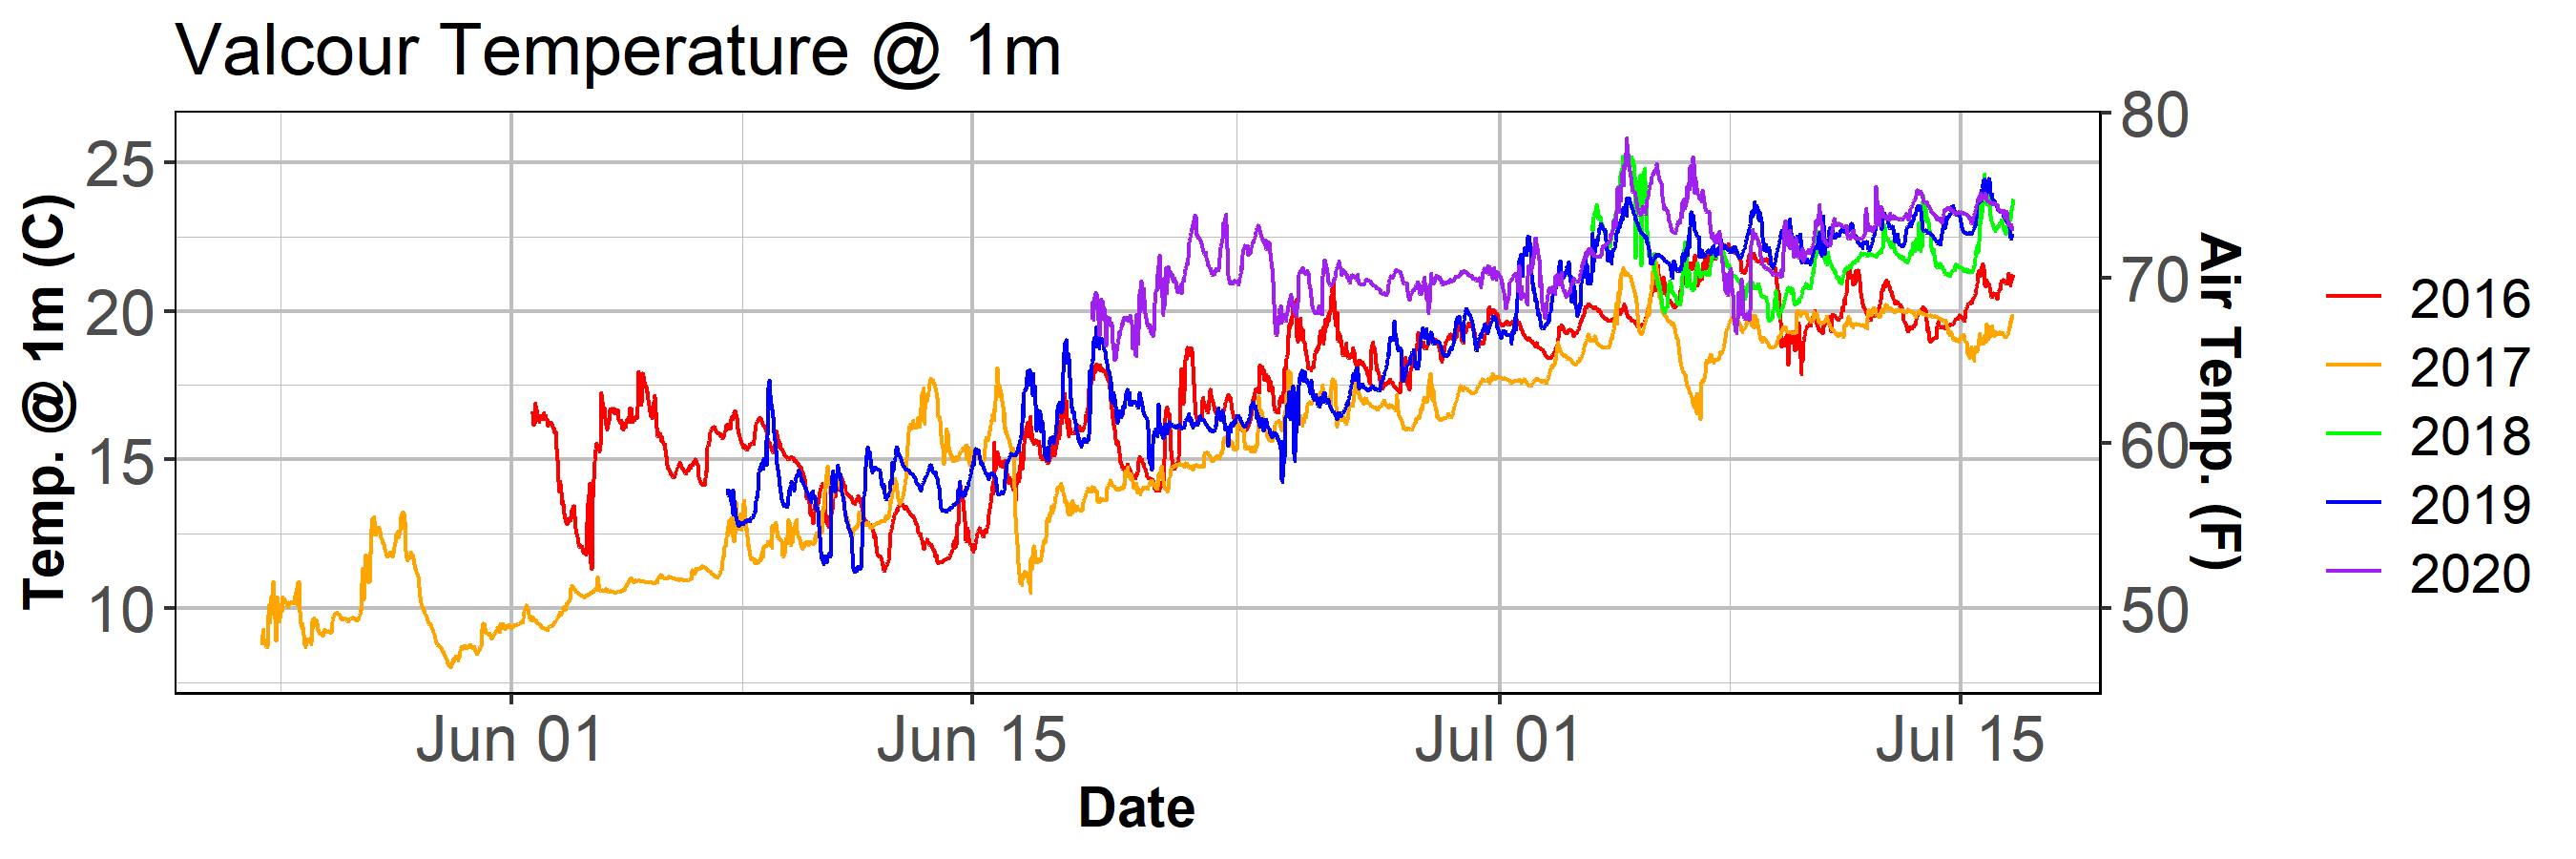 Valcour Temperature @ 1m
Temp. @ 1m (C)
25
20
15
10
80
70
60
50
Air Temp. (F)
Jun 01
Jun 15
Jul 01
Jul 15
Date
2016
2017
2018
2019
2020